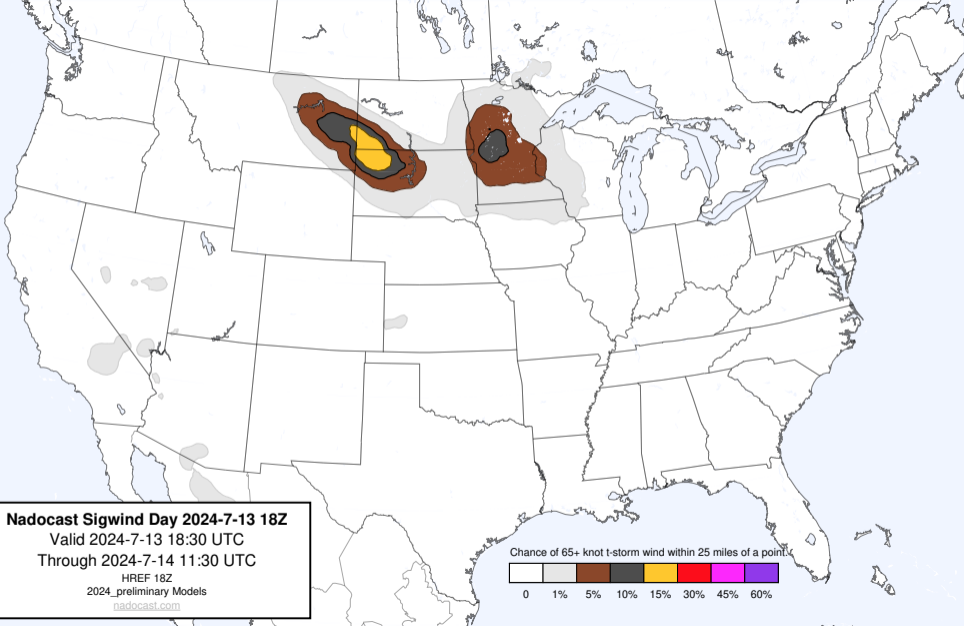 Nadocast Sigwind Day 2024-7-13 18Z
Valid 2024-7-13 18:30 UTC
Through 2024-7-14 11:30 UTC
HREF 18Z
2024_preliminary Models
nadocast.com
Chance of 65+ knot t-storm wind within 25 miles of a point.
0 1% 5% 10% 15% 30% 45% 60%